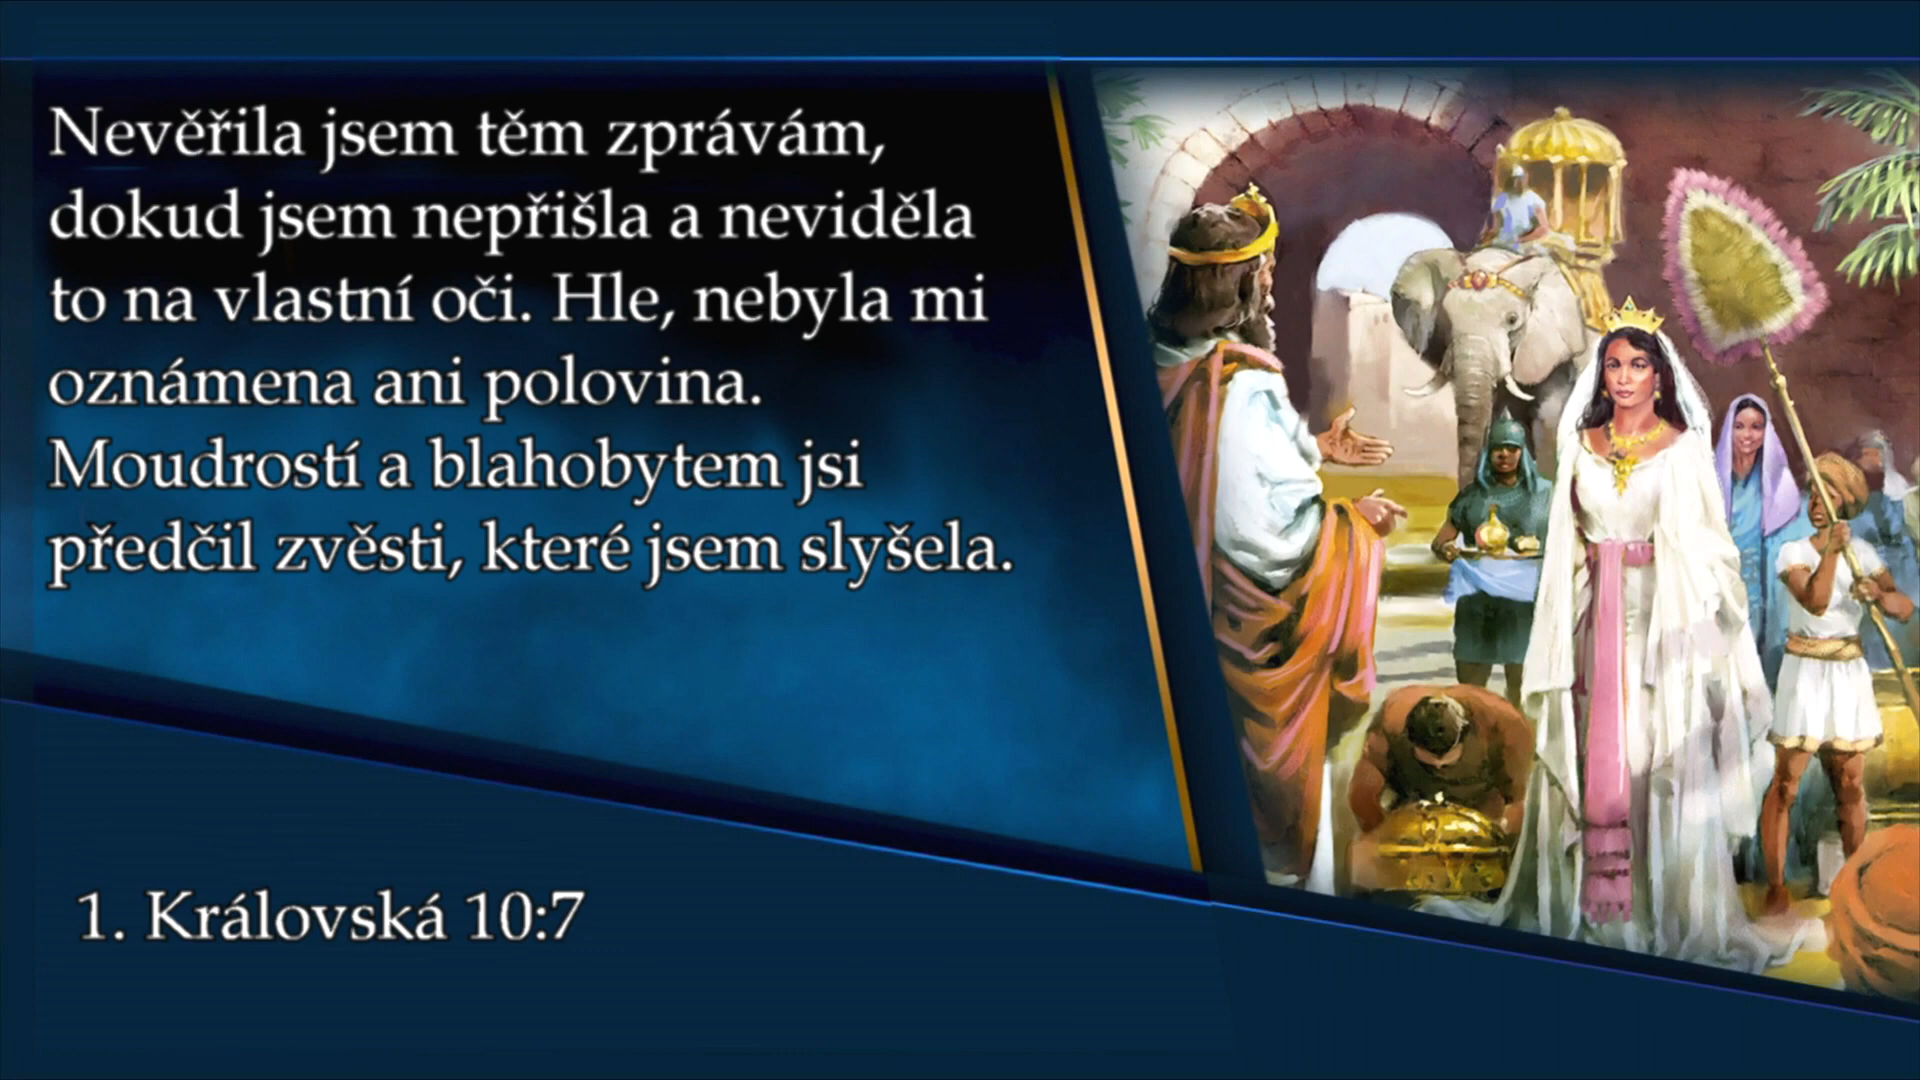 Nevěřila jsem těm zprávám,
dokud jsem nepřišla a neviděla
to na vlastní oči. Hle, nebyla mi
oznámena ani polovina.
Moudrostí a blahobytem jsi
předčil zvěsti, které jsem slyšela.
1. Královská 10:7